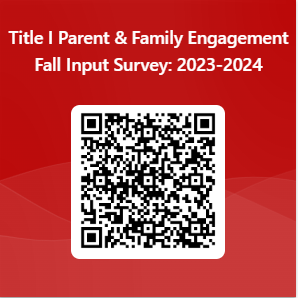 Title I Parent & Family Engagement
Fall Input Survey: 2023-2024